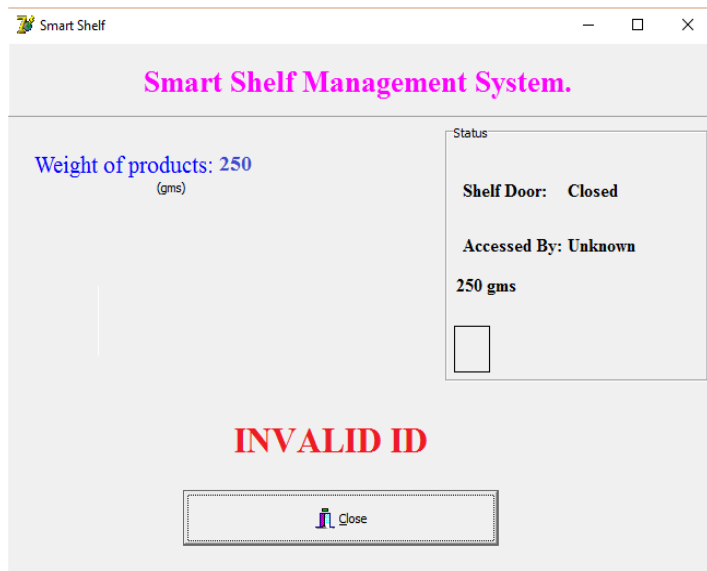 Smart Shelf
Smart Shelf Management System.
Weight of products: 250
(gms)
Status
Shelf Door: Closed
Accessed By: Unknown
250 gms
INVALID ID
Close